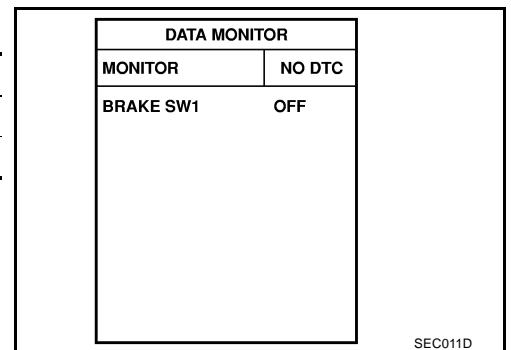 DATA MONITOR
MONITOR NO DTC
BRAKE SW1 OFF
SEC011D